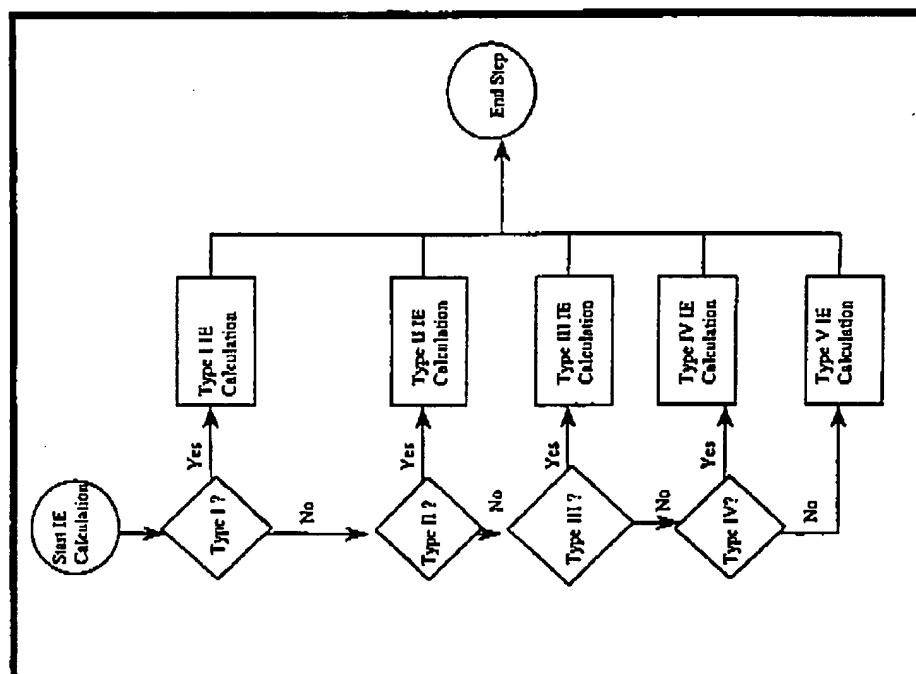 Start IE
Calculation
Type I ?
Yes
Type I IE
Calculation
No
Type II ?
Yes
Type II IE
Calculation
No
Type III ?
Yes
Type III IE
Calculation
No
Type IV?
Yes
Type IV IE
Calculation
No
Type V IE
Calculation
End Step